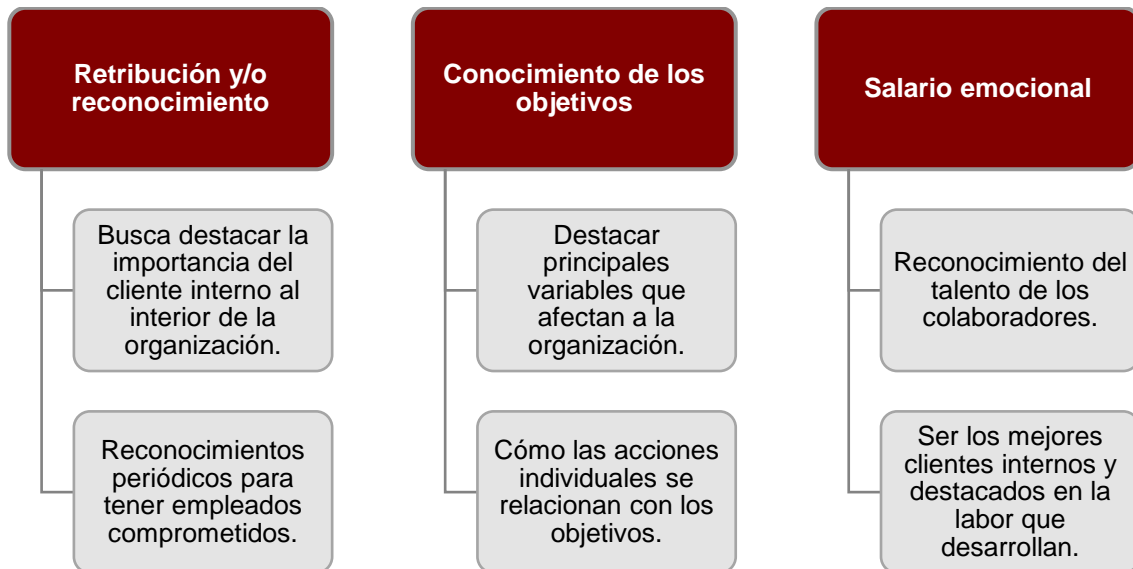 Retribución y/o
reconocimiento
Busca destacar la
importancia del
cliente interno al
interior de la
organización.
Reconocimientos
periódicos para
tener empleados
comprometidos.
Conocimiento de los
objetivos
Destacar
principales
variables que
afectan a la
organización.
Cómo las acciones
individuales se
relacionan con los
objetivos.
Salario emocional
Reconocimiento del
talento de los
colaboradores.
Ser los mejores
clientes internos y
destacados en la
labor que
desarrollan.